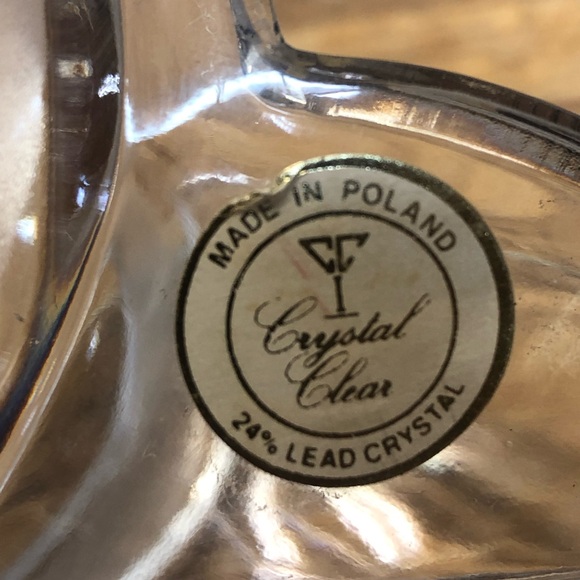 MADE IN POLAND
CC
Crystal
Clear
24% LEAD CRYSTAL